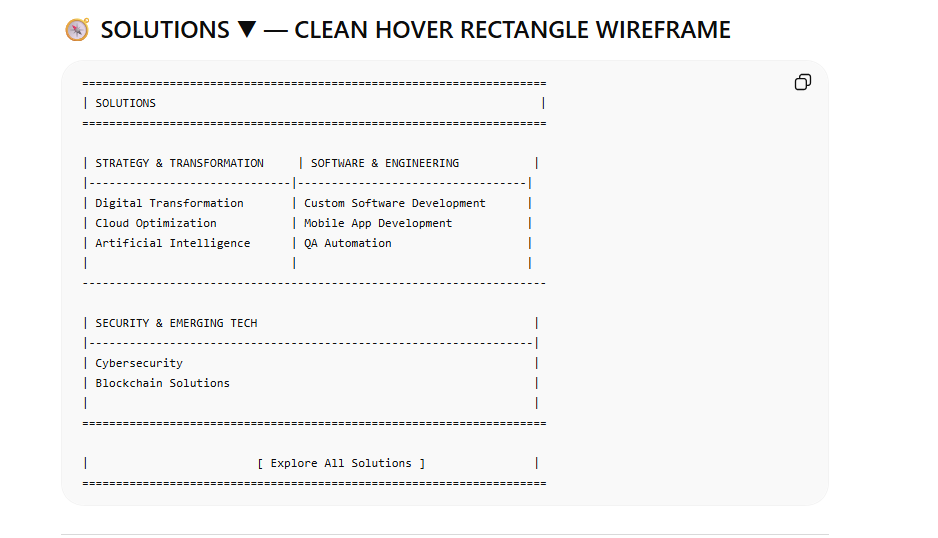 🧭 SOLUTIONS ▼ — CLEAN HOVER RECTANGLE WIREFRAME
=====================================================================
| SOLUTIONS                                                         |
=====================================================================
| STRATEGY & TRANSFORMATION     | SOFTWARE & ENGINEERING           |
|------------------------------|----------------------------------|
| Digital Transformation       | Custom Software Development      |
| Cloud Optimization           | Mobile App Development           |
| Artificial Intelligence      | QA Automation                    |
|                              |                                  |
---------------------------------------------------------------------
| SECURITY & EMERGING TECH                                         |
|------------------------------------------------------------------|
| Cybersecurity                                                    |
| Blockchain Solutions                                             |
|                                                                  |
=====================================================================
|                         [ Explore All Solutions ]                |
=====================================================================